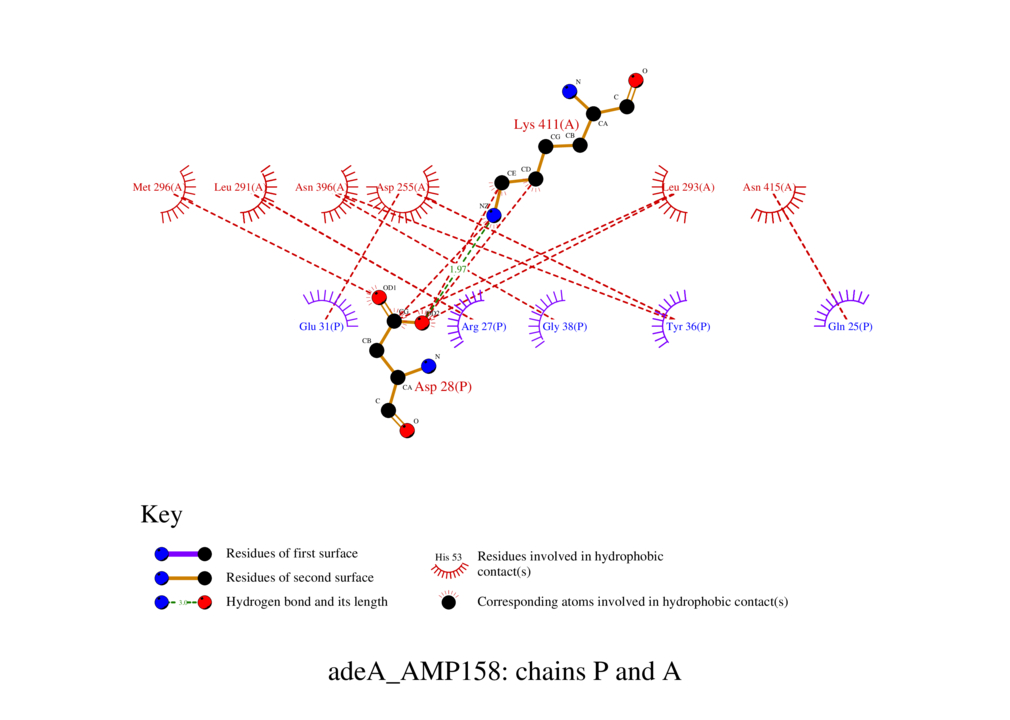 O
N
C
CA
Lys 411(A)
CG
CB
CE
CD
Met 296(A)
Leu 291(A)
Asn 396(A)
Asp 255(A)
Leu 293(A)
Asn 415(A)
NZ
1.97
OD1
Glu 31(P)
Arg 27(P)
Gly 38(P)
Tyr 36(P)
Gln 25(P)
CB
N
CA
Asp 28(P)
C
O
Key
Residues of first surface
Residues of second surface
Hydrogen bond and its length
3.0
His 53
Residues involved in hydrophobic
contact(s)
Corresponding atoms involved in hydrophobic contact(s)
adeA_AMP158: chains P and A